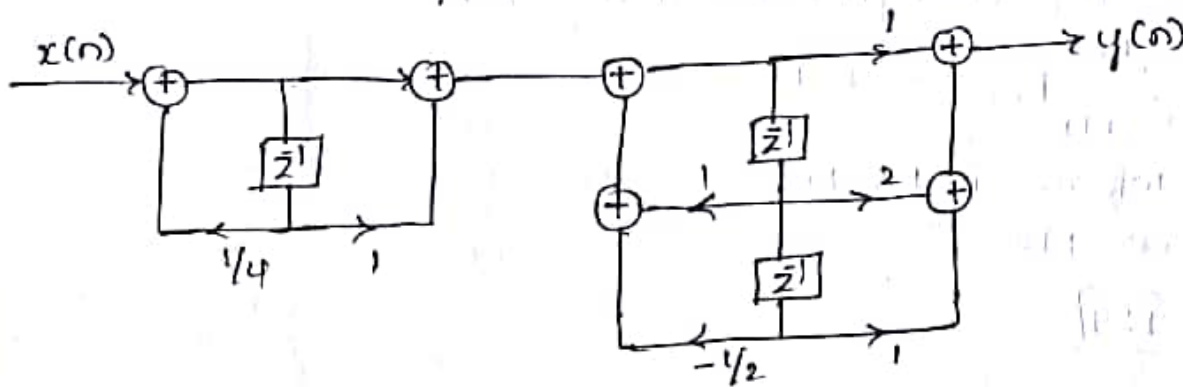 x(n) + + + 1 + y(n)
z⁻¹ z⁻¹
+ 1 2 +
1/4 1
z⁻¹
-1/2 1